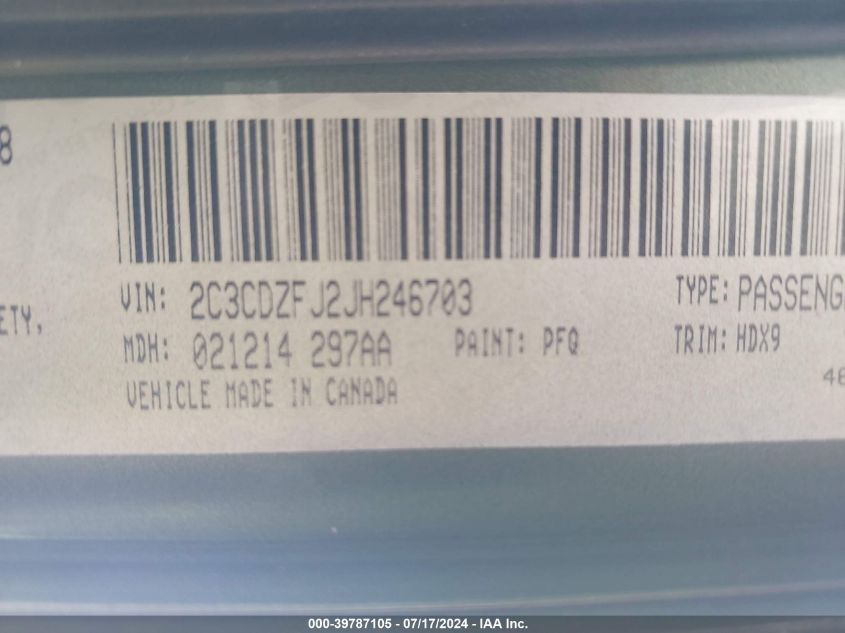 8
ETY,
VIN: 2C3CDZFJ2JH246703 TYPE: PASSENG
MDH: 021214 297AA PAINT: PFQ TRIM: HDX9
VEHICLE MADE IN CANADA
48
000-39787105 - 07/17/2024 - IAA Inc.